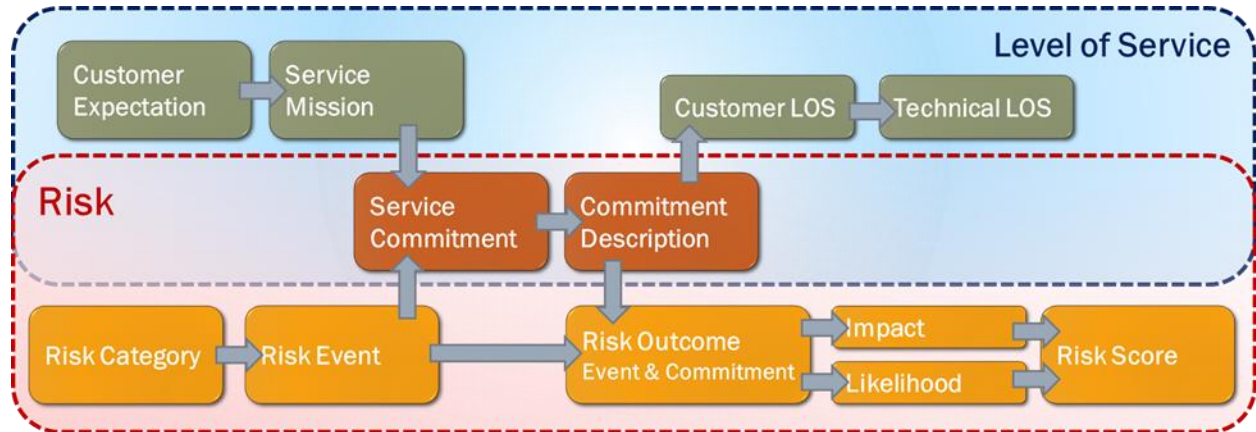 Level of Service
Customer
Expectation
Service
Mission
Customer LOS
Technical LOS
Risk
Service
Commitment
Commitment
Description
Risk Category
Risk Event
Risk Outcome
Event & Commitment
Impact
Likelihood
Risk Score